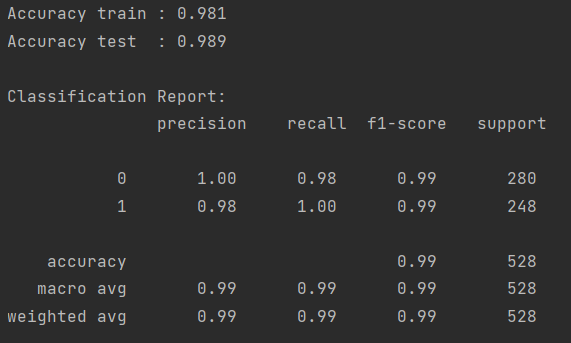 Accuracy train : 0.981
Accuracy test  : 0.989
Classification Report:
precision recall f1-score support
0 1.00 0.98 0.99 280
1 0.98 1.00 0.99 248
accuracy 0.99 528
macro avg 0.99 0.99 0.99 528
weighted avg 0.99 0.99 0.99 528